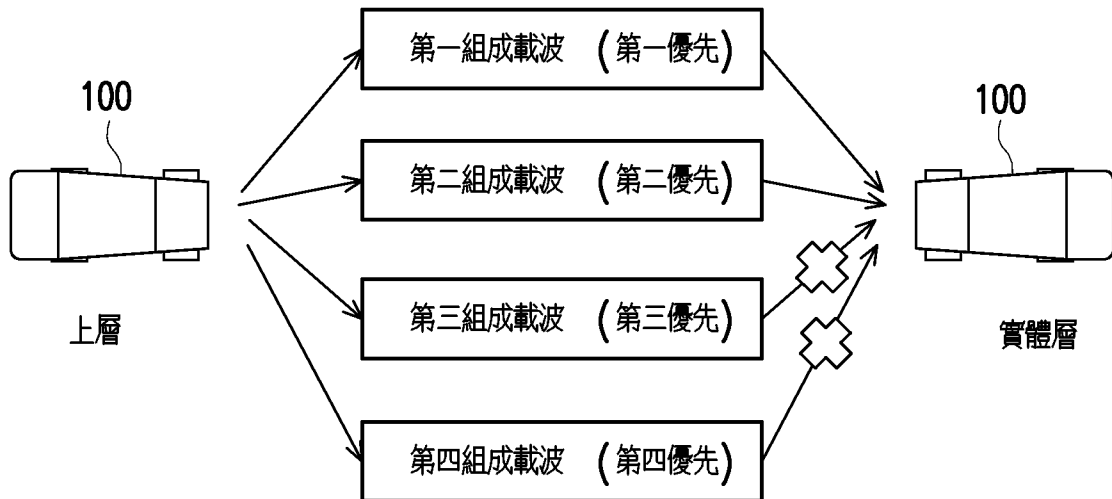 第一組成載波 (第一優先)
100
100
第二組成載波 (第二優先)
第三組成載波 (第三優先)
上層
實體層
第四組成載波 (第四優先)